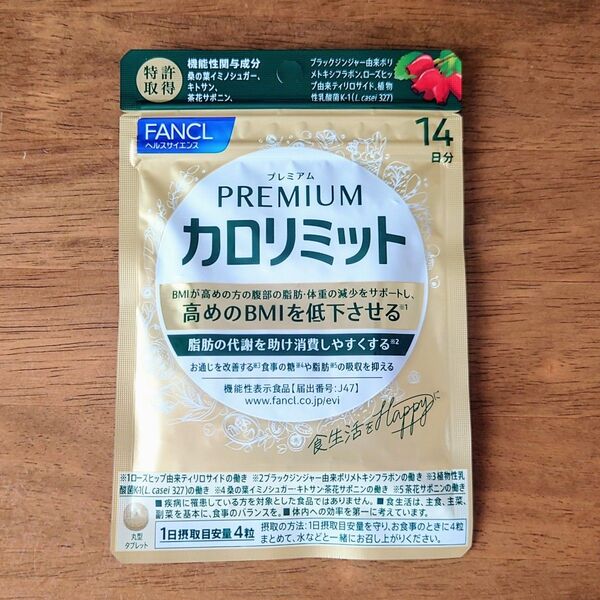 特許
取得
機能性関与成分
桑の葉イミノシュガー、
キトサン、
茶花サポニン、
ブラックジンジャー由来ポリ
メトキシフラボン、ローズヒッ
プ由来ティリロサイド、植物
性乳酸菌K-1(L. casei 327)
FANCL
ヘルスサイエンス
14
日分
プレミアム
PREMIUM
カロリミット
BMIが高めの方の腹部の脂肪・体重の減少をサポートし、
高めのBMIを低下させる※1
脂肪の代謝を助け消費しやすくする※2
お通じを改善する※3食事の糖※4や脂肪※5の吸収を抑える
機能性表示食品【届出番号:J47】
www.fancl.co.jp/evi
食生活をHappyに
※1ローズヒップ由来ティリロサイドの働き ※2ブラックジンジャー由来ポリメトキシフラボンの働き ※3植物性乳
酸菌K-1(L. casei 327)の働き ※4桑の葉イミノシュガー・キトサン・茶花サポニンの働き ※5茶花サポニンの働き
■疾病に罹患している方を対象とした食品ではありません。■食生活は、主食、主菜、
副菜を基本に、食事のバランスを。■体内への効率を第一に考えています。
丸型
タブレット
1日摂取目安量4粒
摂取の方法:1日摂取目安量を守り、お食事のときに4粒
まとめて、水などと一緒にお召し上がりください。